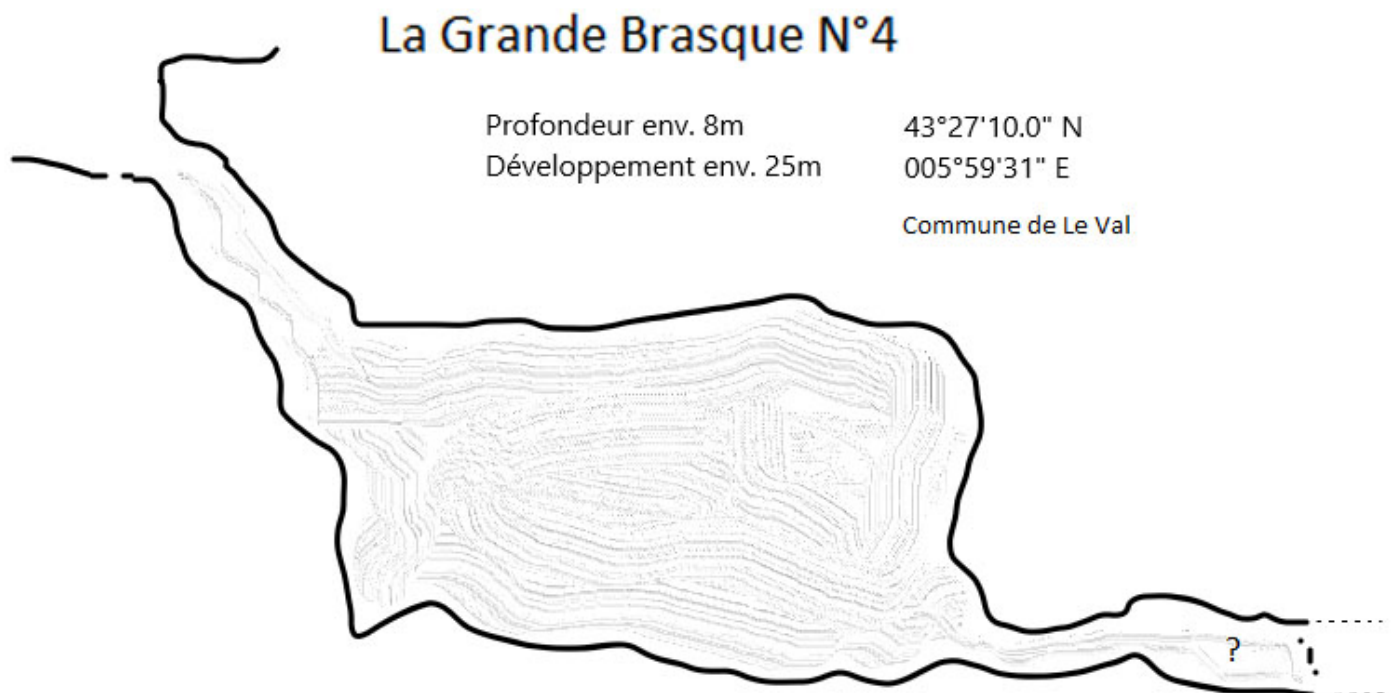 La Grande Brasque N°4
Profondeur env. 8m
Développement env. 25m
43°27'10.0" N
005°59'31" E
Commune de Le Val
?